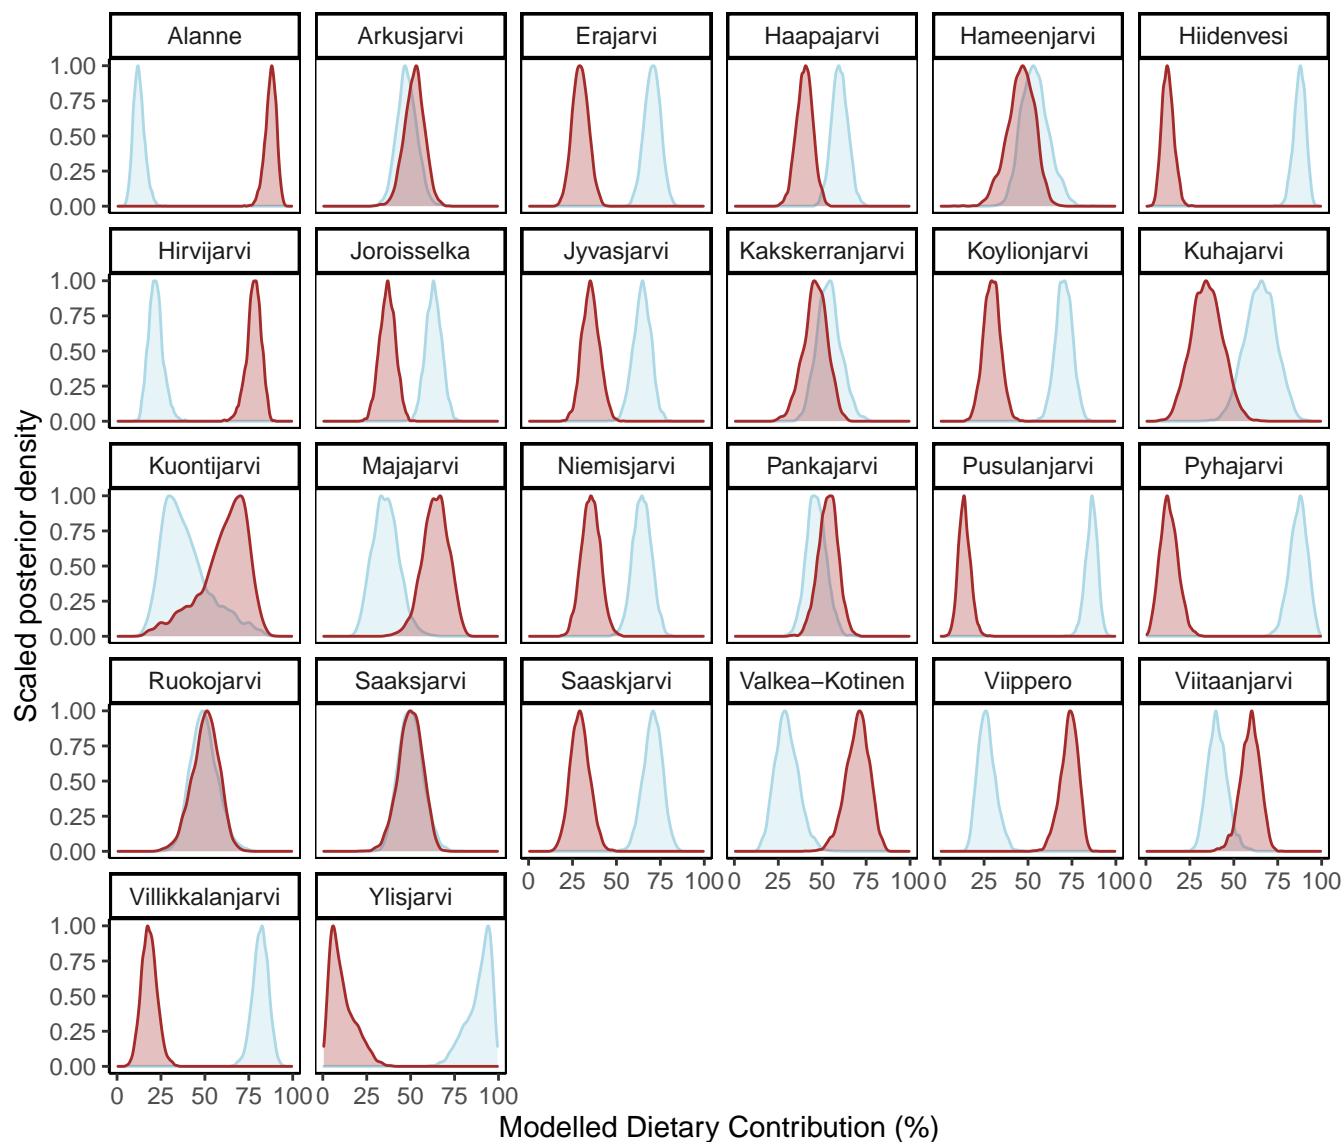 Alanne Arkusjarvi Erajarvi Haapajarvi Hameenjarvi Hiidenvesi
1.00
0.75
0.50
0.25
0.00
Hirvijarvi Joroisselka Jyvasjarvi Kakskerranjarvi Koylionjarvi Kuhajarvi
1.00
0.75
0.50
0.25
0.00
Kuontijarvi Majajarvi Niemisjarvi Pankajarvi Pusulanjarvi Pyhajarvi
1.00
0.75
0.50
0.25
0.00
Ruokojarvi Saaksjarvi Saaskjarvi Valkea−Kotinen Viippero Viitaanjarvi
1.00
0.75
0.50
0.25
0.00
0 25 50 75 100 0 25 50 75 100 0 25 50 75 100 0 25 50 75 100
Villikkalanjarvi Ylisjarvi
1.00
0.75
0.50
0.25
0.00
0 25 50 75 100 0 25 50 75 100
Scaled posterior density
Modelled Dietary Contribution (%)